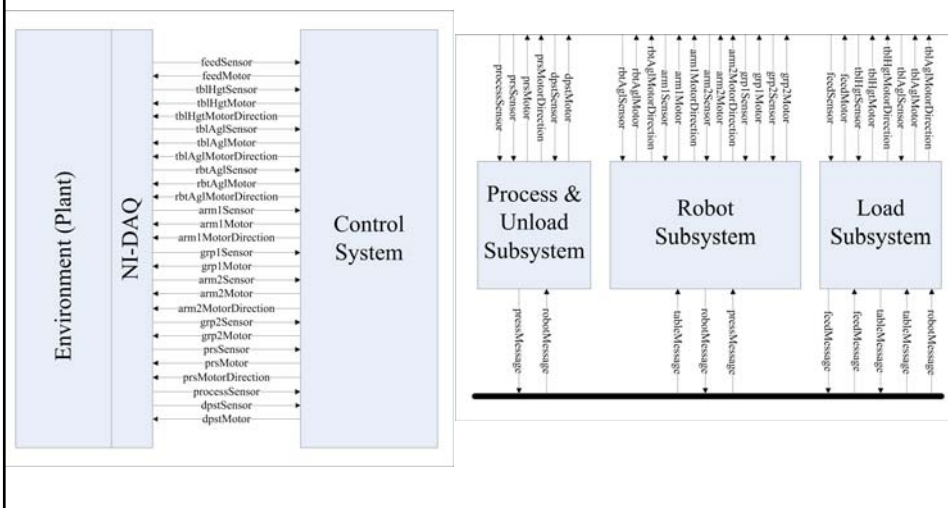 Environment (Plant)
NI-DAQ
feedSensor
feedMotor
tblHgtSensor
tblHgtMotor
tblHgtMotorDirection
tblAglSensor
tblAglMotor
tblAglMotorDirection
rbtAglSensor
rbtAglMotor
rbtAglMotorDirection
arm1Sensor
arm1Motor
arm1MotorDirection
grp1Sensor
grp1Motor
arm2Sensor
arm2Motor
arm2MotorDirection
grp2Sensor
grp2Motor
prsSensor
prsMotor
prsMotorDirection
processSensor
dpstSensor
dpstMotor
Control
System
processSensor
prsSensor
prsMotor
prsMotorDirection
dpstSensor
dpstMotor
Process &
Unload
Subsystem
pressMessage
robotMessage
rbtAglSensor
rbtAglMotor
rbtAglMotorDirection
arm1Sensor
arm1Motor
arm1MotorDirection
arm2Sensor
arm2Motor
arm2MotorDirection
grp1Sensor
grp1Motor
grp2Sensor
grp2Motor
Robot
Subsystem
tableMessage
robotMessage
pressMessage
feedSensor
feedMotor
tblHgtSensor
tblHgtMotor
tblHgtMotorDirection
tblAglSensor
tblAglMotor
tblAglMotorDirection
Load
Subsystem
feedMessage
feedMessage
tableMessage
tableMessage
robotMessage